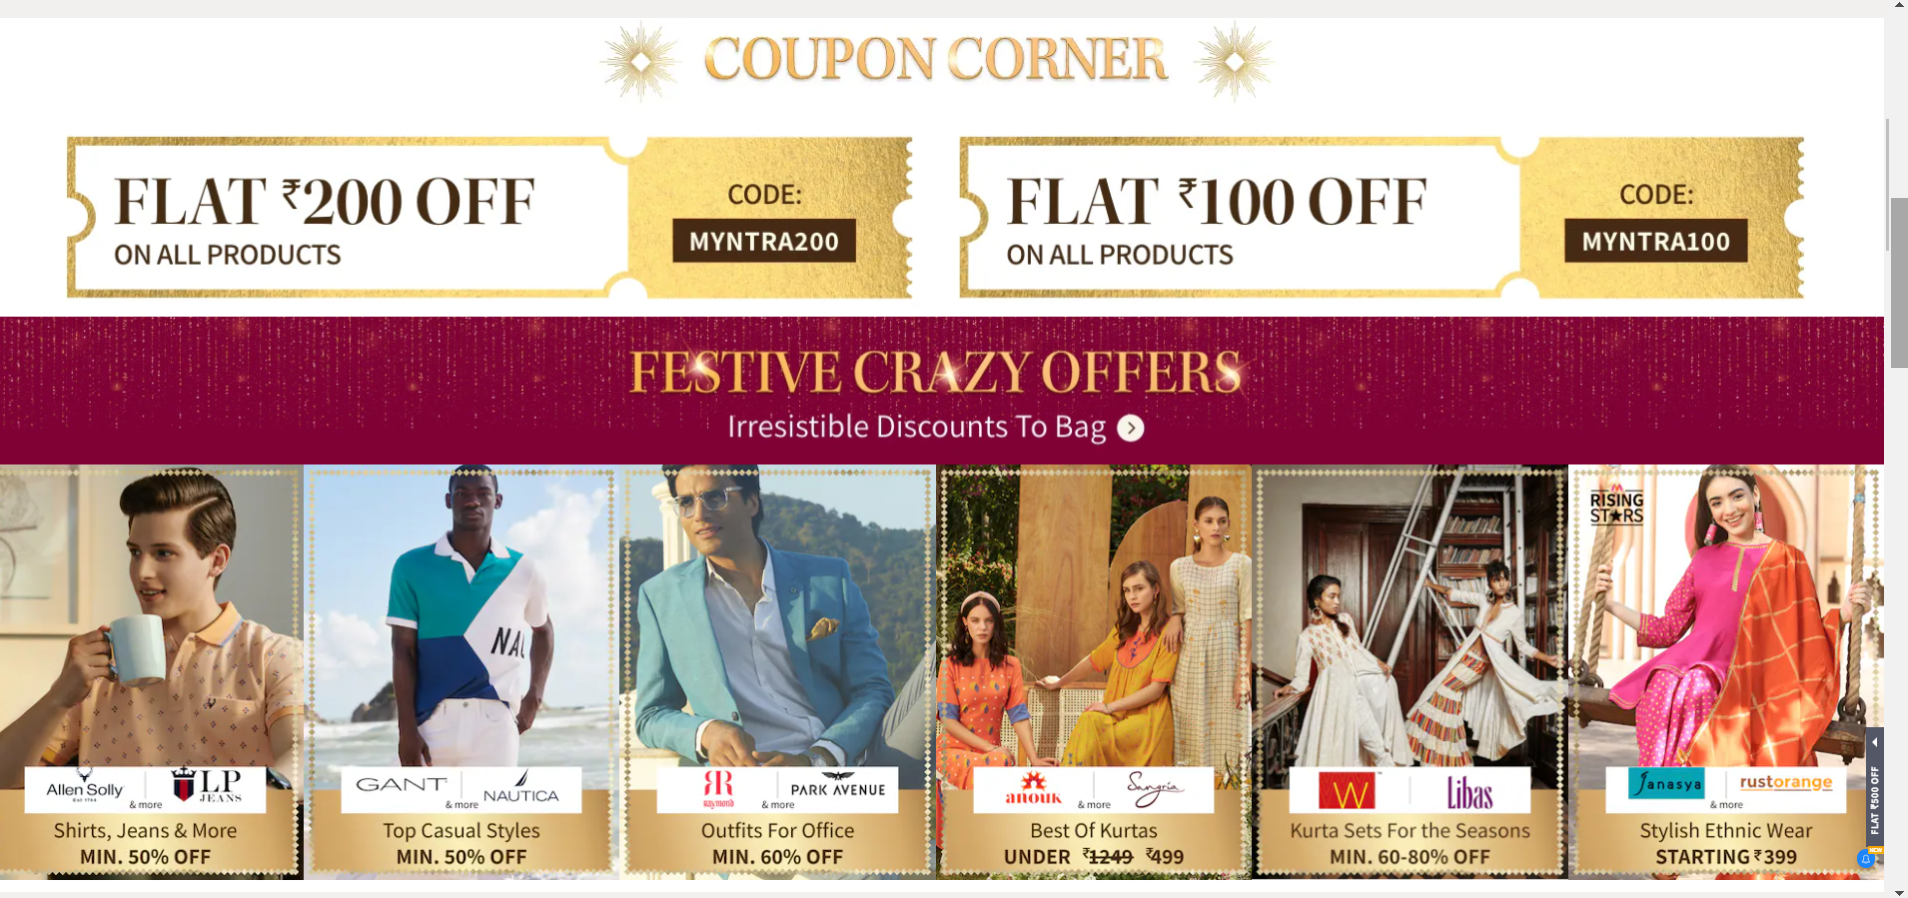 COUPON CORNER
FLAT ₹200 OFF
ON ALL PRODUCTS
CODE:
MYNTRA200
FLAT ₹100 OFF
ON ALL PRODUCTS
CODE:
MYNTRA100
FESTIVE CRAZY OFFERS
Irresistible Discounts To Bag
NAU
Allen Solly
& more
LP
JEANS
Shirts, Jeans & More
MIN. 50% OFF
GANT
& more
NAUTICA
Top Casual Styles
MIN. 50% OFF
raymond
& more
PARK AVENUE
Outfits For Office
MIN. 60% OFF
anouk
& more
Sangria
Best Of Kurtas
UNDER ₹1249 ₹499
W
Libas
Kurta Sets For the Seasons
MIN. 60-80% OFF
RISING
STARS
Janasya
& more
rustorange
Stylish Ethnic Wear
STARTING ₹399
FLAT ₹500 OFF
NEW